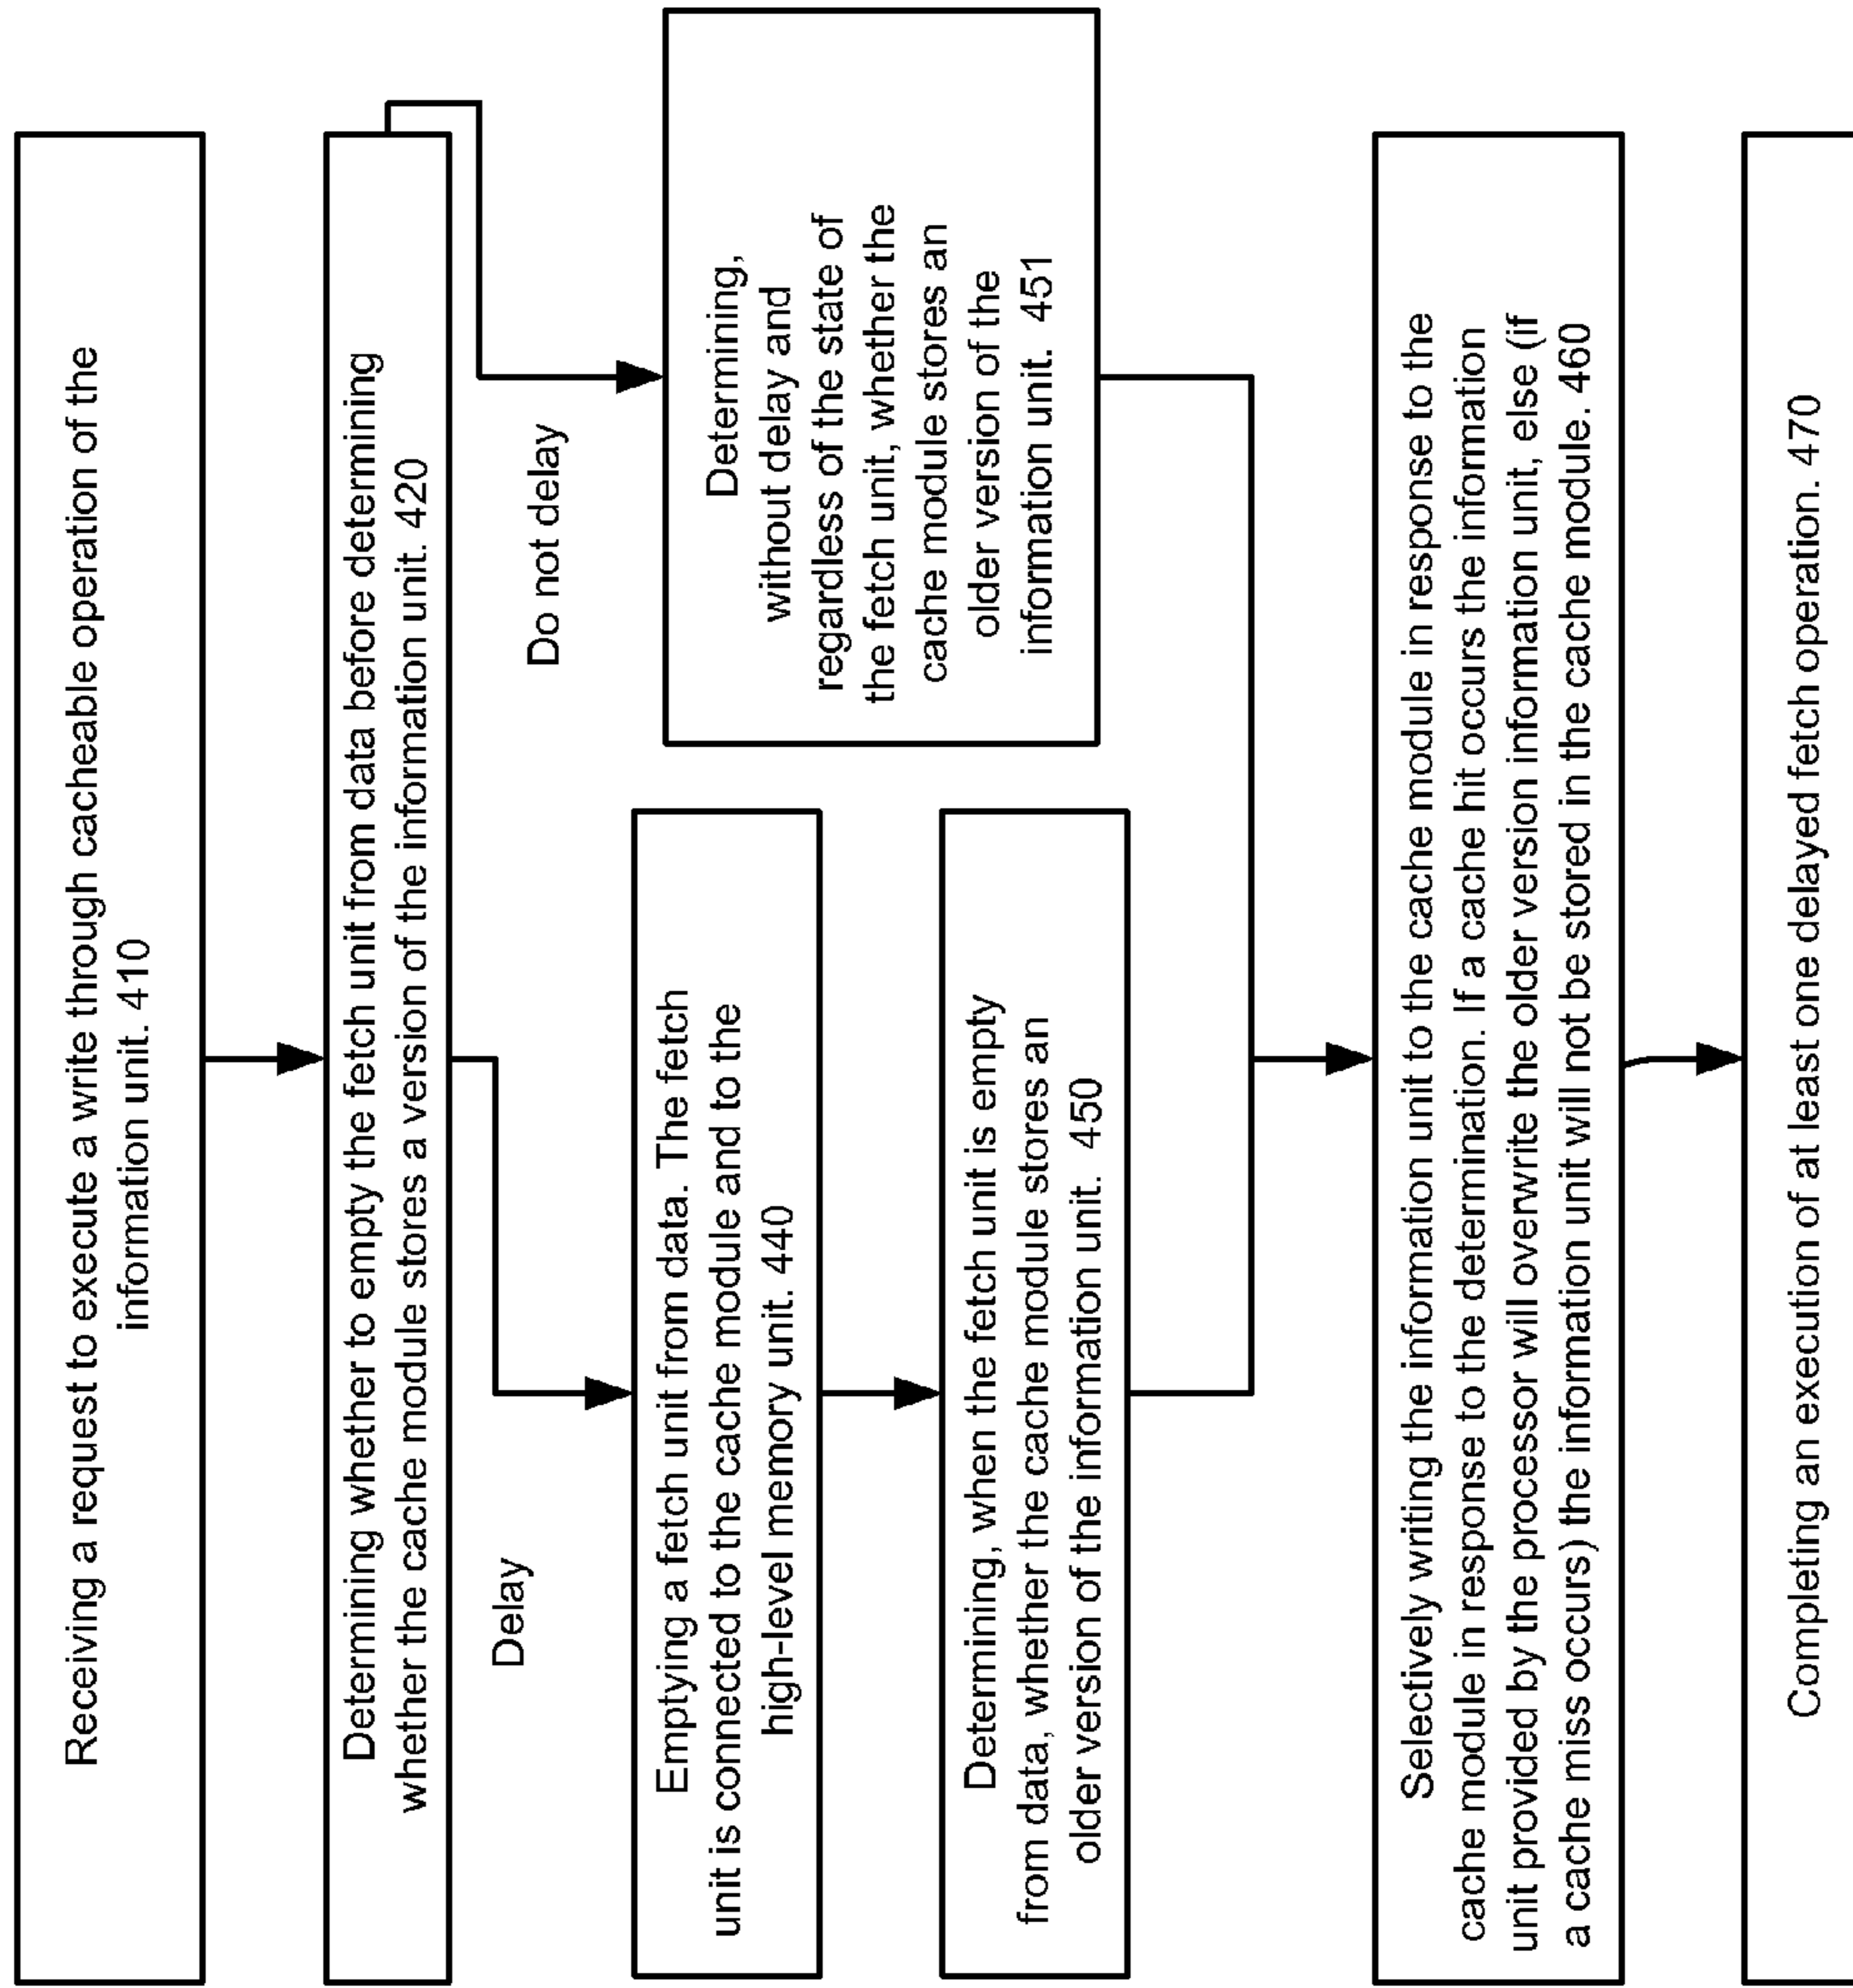 Receiving a request to execute a write through cacheable operation of the
information unit. 410
Determining whether to empty the fetch unit from data before determining
whether the cache module stores a version of the information unit. 420
Delay
Do not delay
Emptying a fetch unit from data. The fetch
unit is connected to the cache module and to the
high-level memory unit. 440
Determining, when the fetch unit is empty
from data, whether the cache module stores an
older version of the information unit. 450
Determining,
without delay and
regardless of the state of
the fetch unit, whether the
cache module stores an
older version of the
information unit. 451
Selectively writing the information unit to the cache module in response to the
cache module in response to the determination. If a cache hit occurs the information
unit provided by the processor will overwrite the older version information unit, else (if
a cache miss occurs) the information unit will not be stored in the cache module. 460
Completing an execution of at least one delayed fetch operation. 470